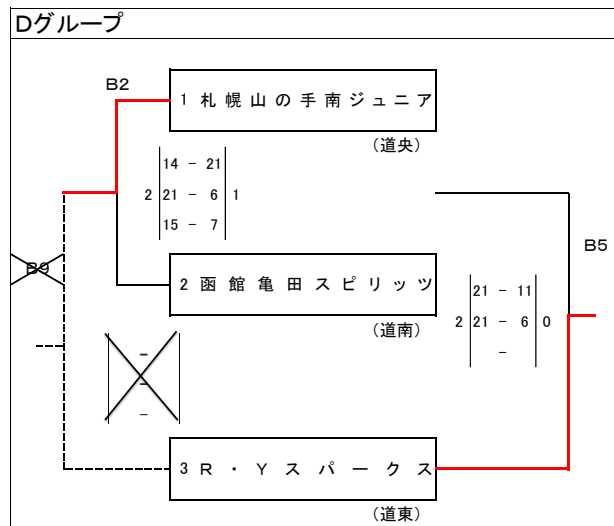 Dグループ
B2
1 札幌山の手南ジュニア
(道央)
14 - 21
2 21 - 6 1
15 - 7
B5
B9
2 函館亀田スピリッツ
(道南)
21 - 11
2 21 - 6 0
-
-
-
-
3 R・Yスパークス
(道東)